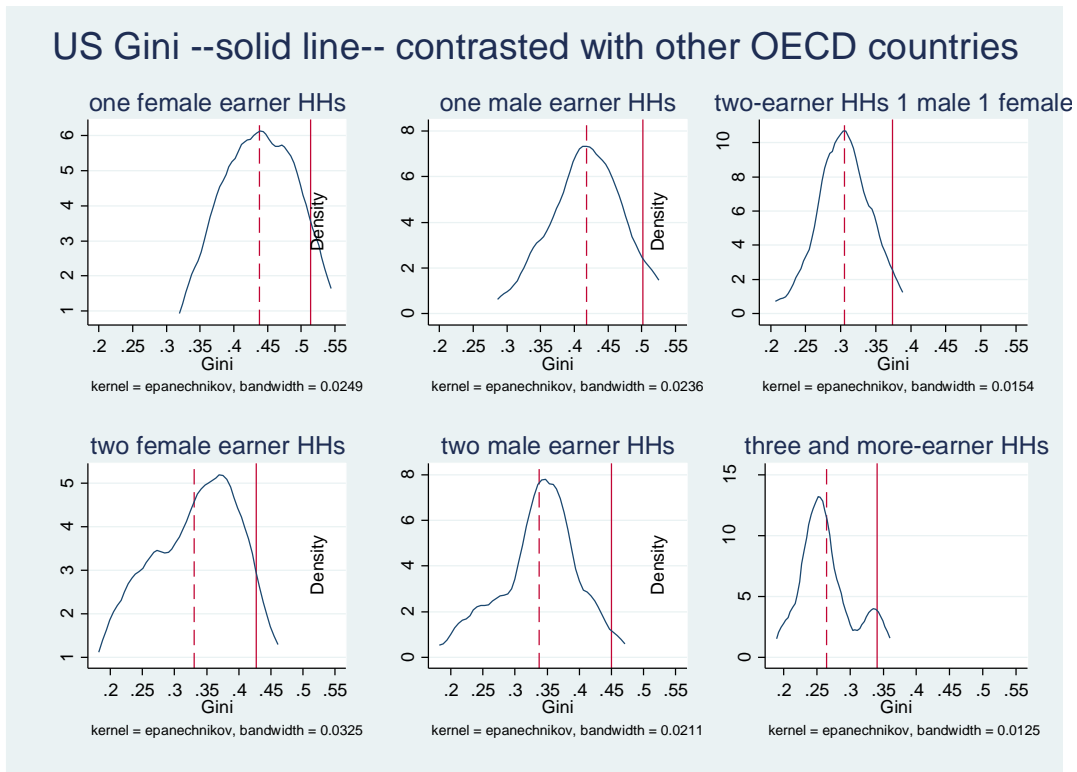 US Gini --solid line-- contrasted with other OECD countries
one female earner HHs
6
5
4
3
2
1
.2 .25 .3 .35 .4 .45 .5 .55
Gini
kernel = epanechnikov, bandwidth = 0.0249
one male earner HHs
Density
8
6
4
2
0
.2 .25 .3 .35 .4 .45 .5 .55
Gini
kernel = epanechnikov, bandwidth = 0.0236
two-earner HHs 1 male 1 female
Density
10
8
6
4
2
0
.2 .25 .3 .35 .4 .45 .5 .55
Gini
kernel = epanechnikov, bandwidth = 0.0154
two female earner HHs
5
4
3
2
1
.2 .25 .3 .35 .4 .45 .5 .55
Gini
kernel = epanechnikov, bandwidth = 0.0325
two male earner HHs
Density
8
6
4
2
0
.2 .25 .3 .35 .4 .45 .5 .55
Gini
kernel = epanechnikov, bandwidth = 0.0211
three and more-earner HHs
Density
15
10
5
0
.2 .25 .3 .35 .4 .45 .5 .55
Gini
kernel = epanechnikov, bandwidth = 0.0125